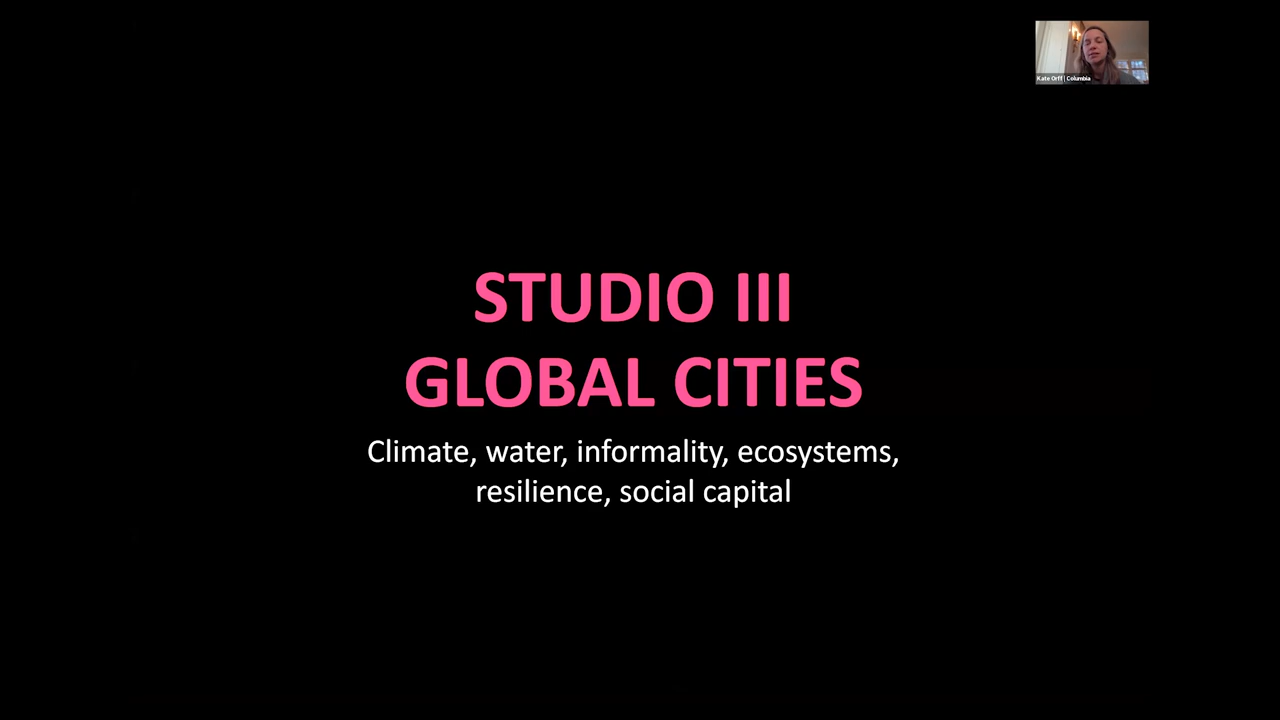 Kate Orff | Columbia
STUDIO III
GLOBAL CITIES
Climate, water, informality, ecosystems,
resilience, social capital